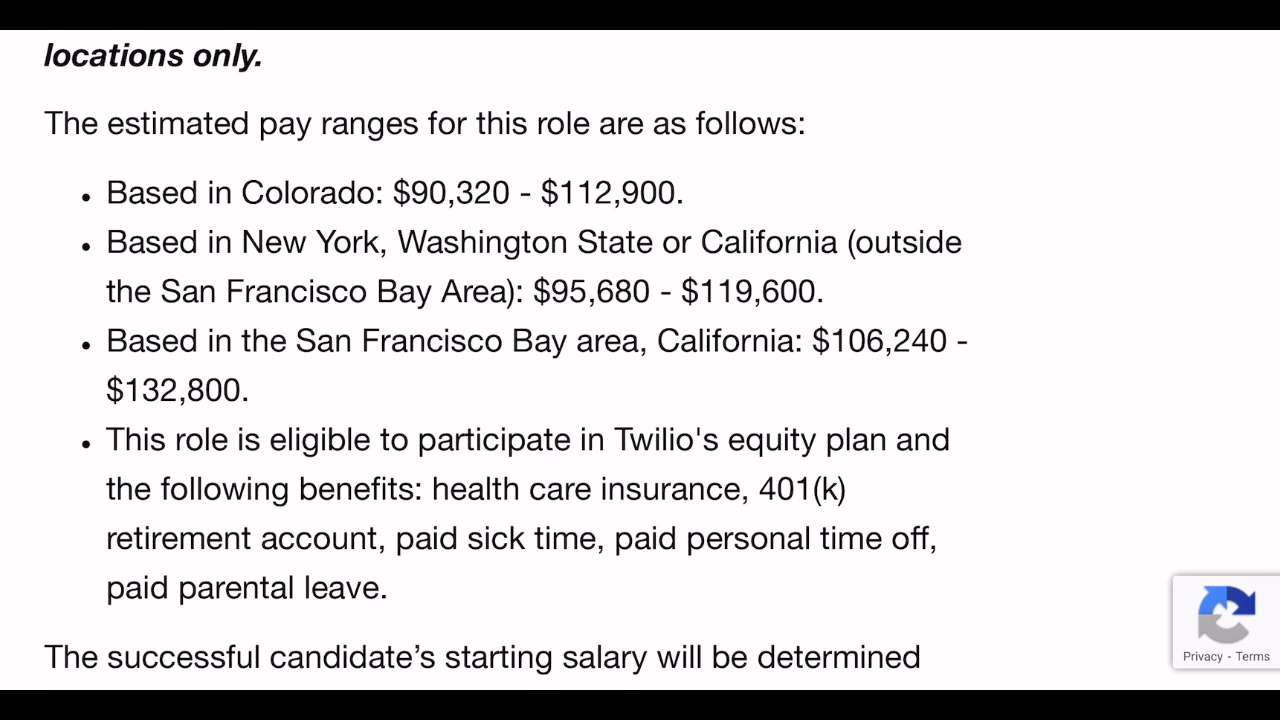 locations only.
The estimated pay ranges for this role are as follows:
• Based in Colorado: $90,320 - $112,900.
• Based in New York, Washington State or California (outside
the San Francisco Bay Area): $95,680 - $119,600.
• Based in the San Francisco Bay area, California: $106,240 -
$132,800.
• This role is eligible to participate in Twilio's equity plan and
the following benefits: health care insurance, 401(k)
retirement account, paid sick time, paid personal time off,
paid parental leave.
The successful candidate’s starting salary will be determined
Privacy - Terms